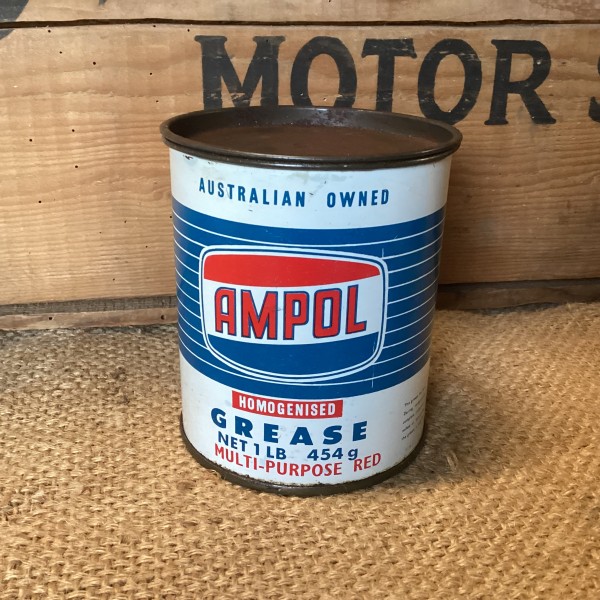 MOTOR S
AUSTRALIAN OWNED
AMPOL
HOMOGENISED
GREASE
NET 1 LB 454 g
MULTI-PURPOSE RED